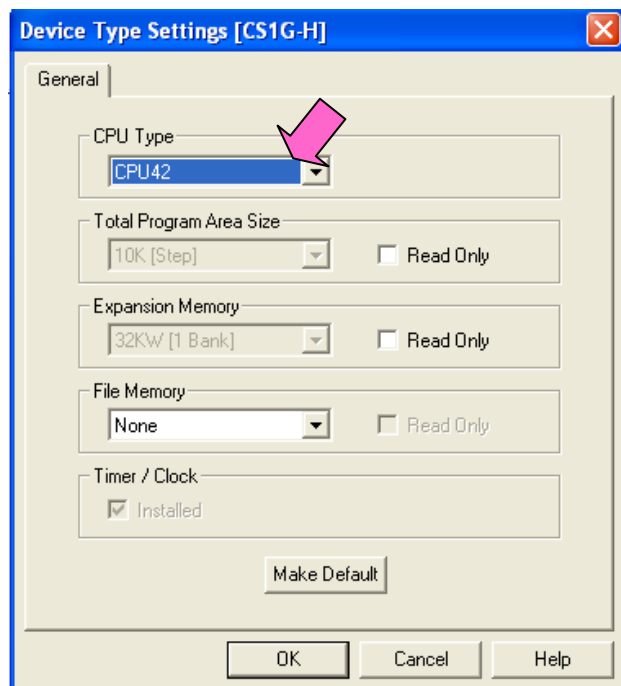 Device Type Settings [CS1G-H]
General
CPU Type
CPU42
Total Program Area Size
10K [Step]
Read Only
Expansion Memory
32KW [1 Bank]
Read Only
File Memory
None
Read Only
Timer / Clock
Installed
Make Default
OK
Cancel
Help